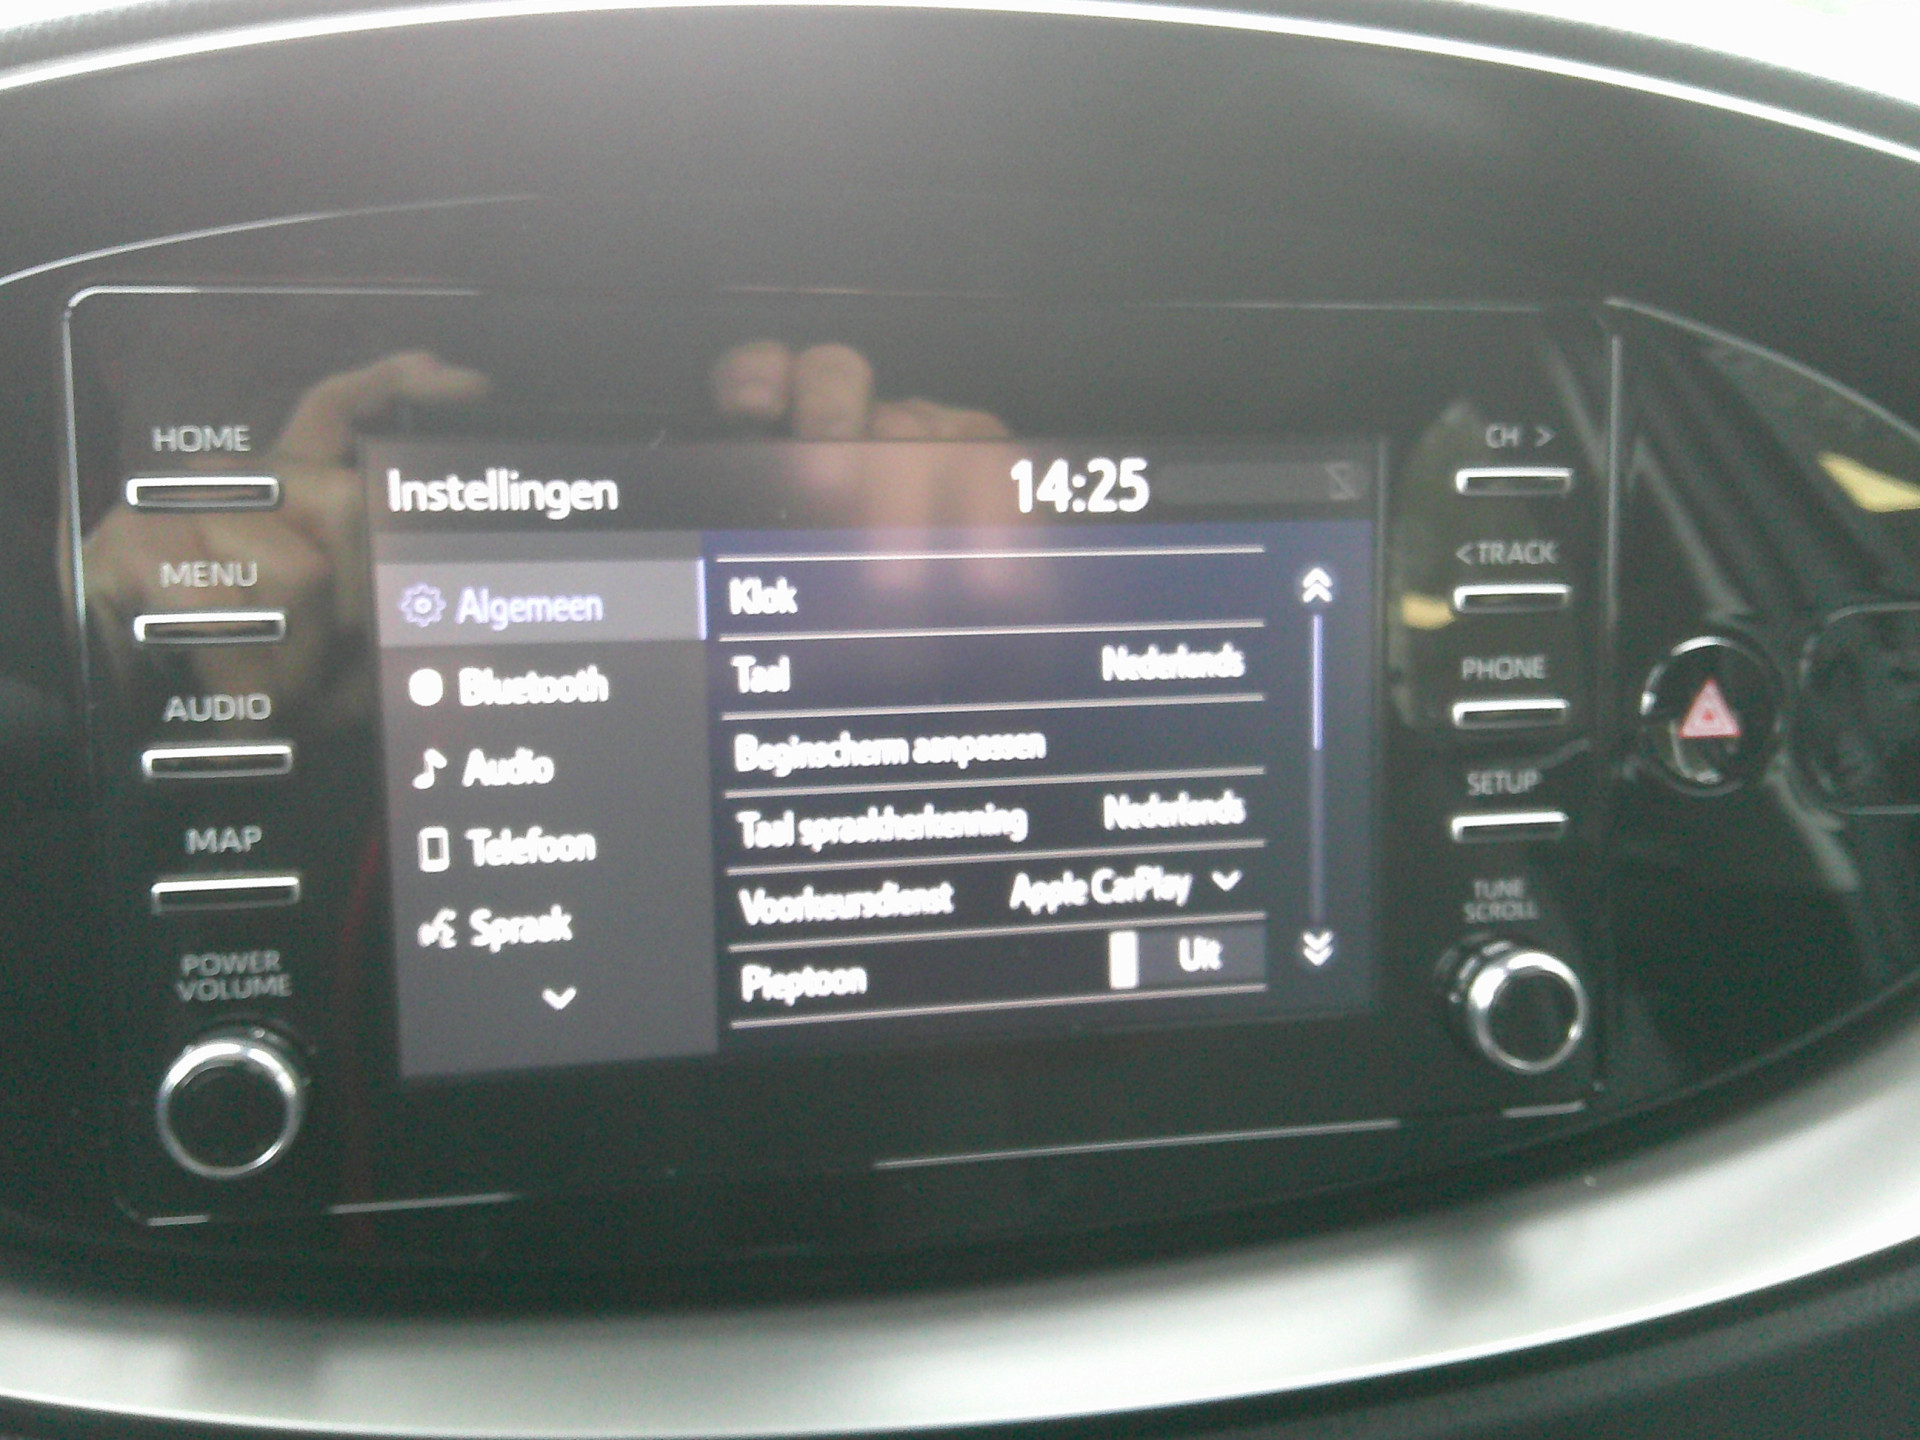 HOME
MENU
AUDIO
MAP
POWER
VOLUME
Instellingen
14:25
Algemeen
Bluetooth
Audio
Telefoon
Spraak
Klok
Taal Nederlands
Beginscherm aanpassen
Taal spraakherkenning Nederlands
Voorkeursdienst Apple CarPlay
Pieptoon Uit
CH >
< TRACK
PHONE
SETUP
TUNE
SCROLL